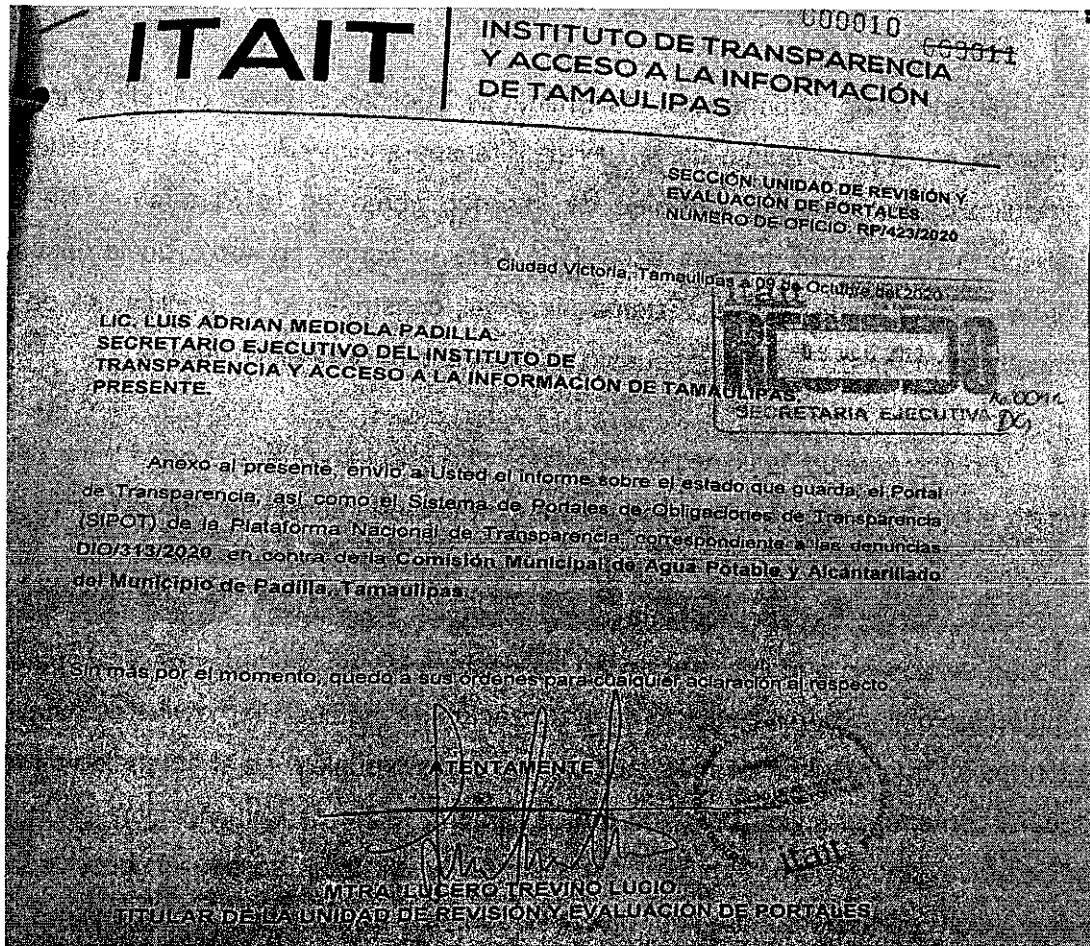 000010
000011
ITAIT
INSTITUTO DE TRANSPARENCIA
Y ACCESO A LA INFORMACIÓN
DE TAMAULIPAS
SECCIÓN: UNIDAD DE REVISIÓN Y
EVALUACIÓN DE PORTALES.
NÚMERO DE OFICIO: RP/423/2020
Ciudad Victoria, Tamaulipas a 09 de Octubre del 2020
itait
LIC. LUIS ADRIAN MEDIOLA PADILLA.
SECRETARIO EJECUTIVO DEL INSTITUTO DE
TRANSPARENCIA Y ACCESO A LA INFORMACIÓN DE TAMAULIPAS.
PRESENTE.
SECRETARIA EJECUTIVA
Anexo al presente, envío a Usted el informe sobre el estado que guarda, el Portal
de Transparencia, así como el Sistema de Portales de Obligaciones de Transparencia
(SIPOT) de la Plataforma Nacional de Transparencia, correspondiente a las denuncias
DIO/313/2020, en contra de la Comisión Municipal de Agua Potable y Alcantarillado
del Municipio de Padilla, Tamaulipas.
Sin más por el momento, quedo a sus órdenes para cualquier aclaración al respecto.
ATENTAMENTE.
itait
MTRA. LUCERO TREVIÑO LUCIO.
TITULAR DE LA UNIDAD DE REVISIÓN Y EVALUACIÓN DE PORTALES.